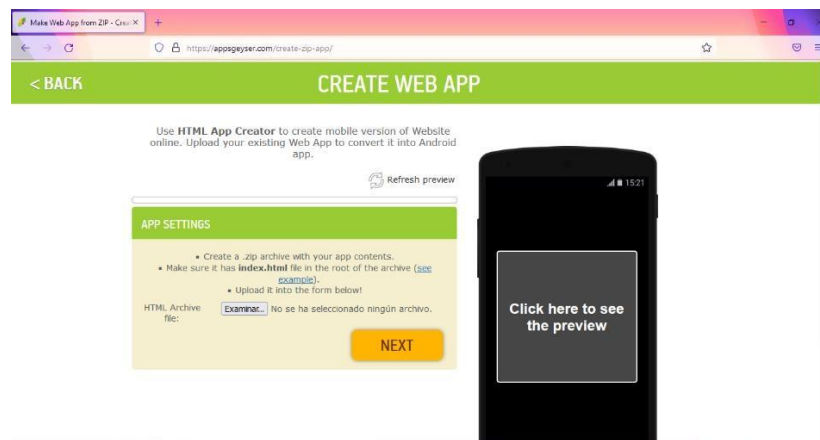 Make Web App from ZIP - Crea
https://appsgeyser.com/create-zip-app/
< BACK
CREATE WEB APP
Use HTML App Creator to create mobile version of Website
online. Upload your existing Web App to convert it into Android
app.
Refresh preview
15:21
APP SETTINGS
• Create a .zip archive with your app contents.
• Make sure it has index.html file in the root of the archive (see
example).
• Upload it into the form below!
HTML Archive
file:
Examinar... No se ha seleccionado ningún archivo.
NEXT
Click here to see
the preview